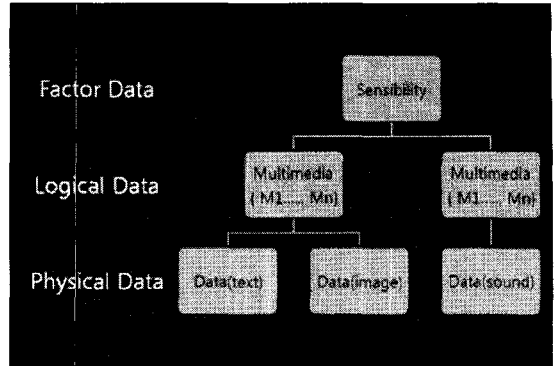 Factor Data
Sensibility
Logical Data
Multimedia
( M1...., Mn)
Multimedia
( M1...., Mn)
Physical Data
Data(text)
Data(image)
Data(sound)